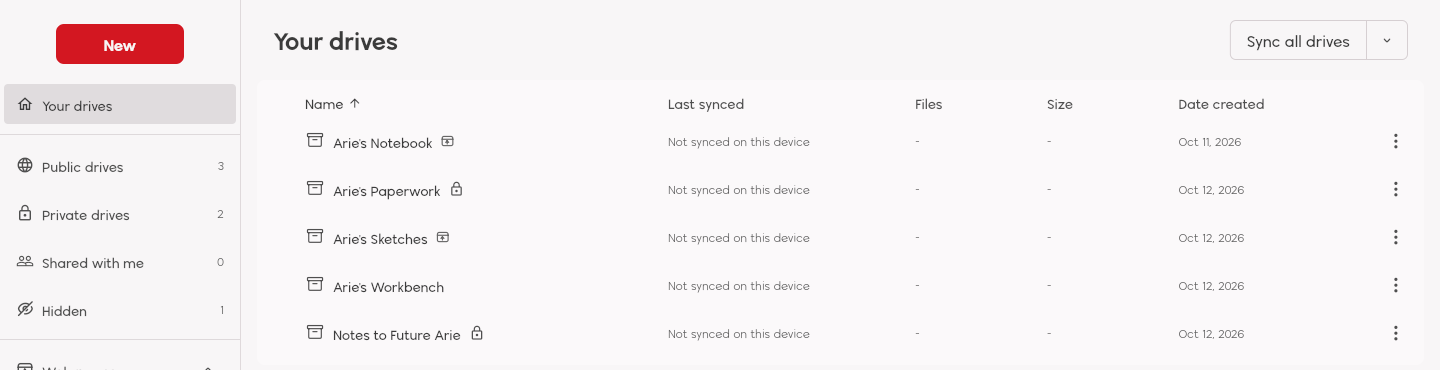 New
Your drives
Public drives 3
Private drives 2
Shared with me 0
Hidden 1
Your drives
Sync all drives
Name Last synced Files Size Date created
Arie's Notebook Not synced on this device - - Oct 11, 2026
Arie's Paperwork Not synced on this device - - Oct 12, 2026
Arie's Sketches Not synced on this device - - Oct 12, 2026
Arie's Workbench Not synced on this device - - Oct 12, 2026
Notes to Future Arie Not synced on this device - - Oct 12, 2026